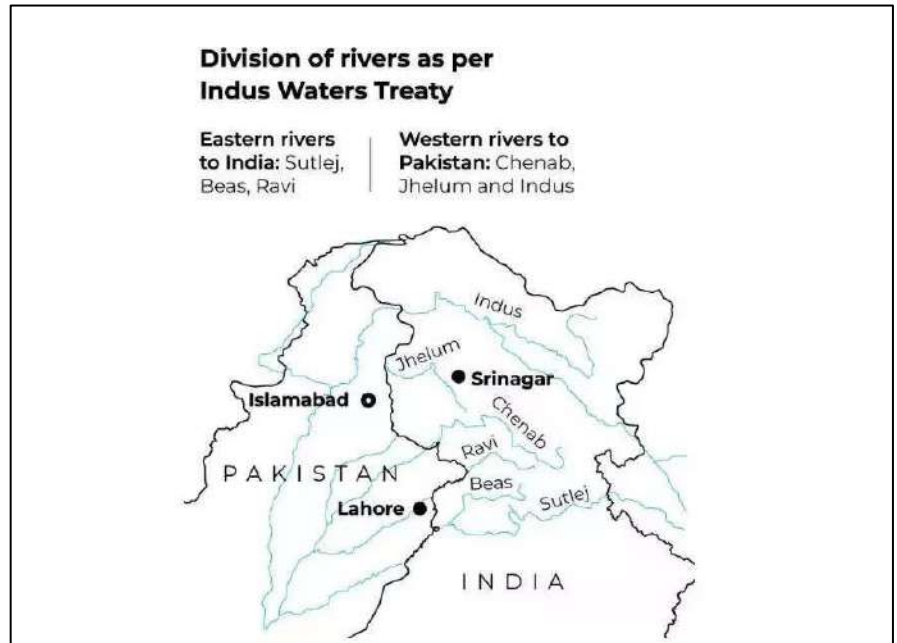 Division of rivers as per
Indus Waters Treaty
Eastern rivers
to India: Sutlej,
Beas, Ravi
Western rivers to
Pakistan: Chenab,
Jhelum and Indus
Indus
Jhelum
Srinagar
Islamabad
Chenab
Ravi
PAKISTAN
Beas
Sutlej
Lahore
INDIA